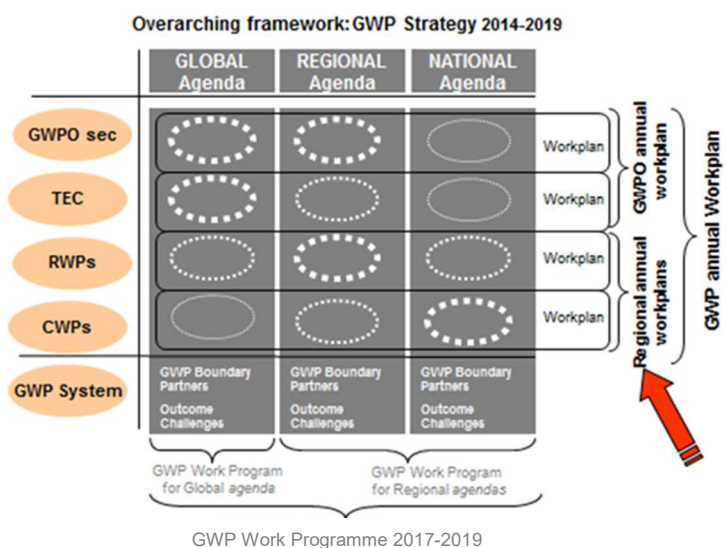 Overarching framework: GWP Strategy 2014-2019
GLOBAL
Agenda
REGIONAL
Agenda
NATIONAL
Agenda
GWPO sec
Workplan
TEC
Workplan
RWPs
Workplan
CWPs
Workplan
GWPO annual
workplan
Regional annual
workplans
GWP annual Workplan
GWP System
GWP Boundary
Partners
Outcome
Challenges
GWP Boundary
Partners
Outcome
Challenges
GWP Boundary
Partners
Outcome
Challenges
GWP Work Program
for Global agenda
GWP Work Program
for Regional agendas
GWP Work Programme 2017-2019